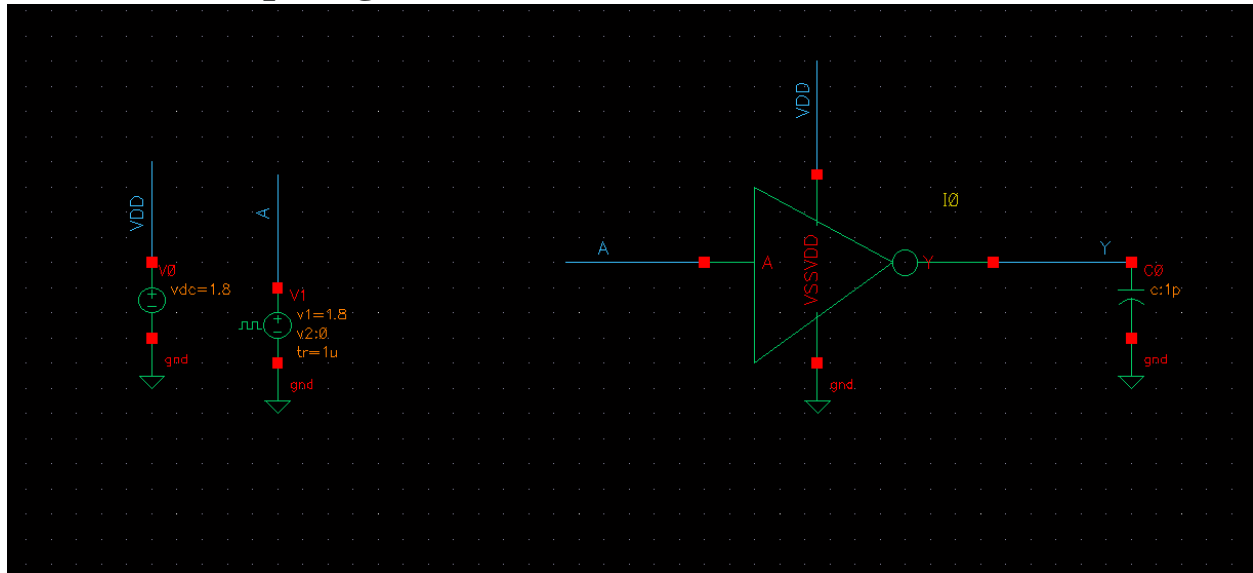 VDD
V0
vdc=1.8
gnd
A
V1
v1=1.8
v2:0
tr=1u
gnd
VDD
I0
A
A
VSSVDD
Y
gnd
Y
C0
c:1p
gnd